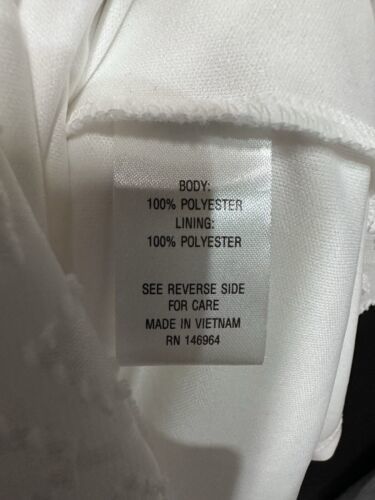 BODY:
100% POLYESTER
LINING:
100% POLYESTER
SEE REVERSE SIDE
FOR CARE
MADE IN VIETNAM
RN 146964